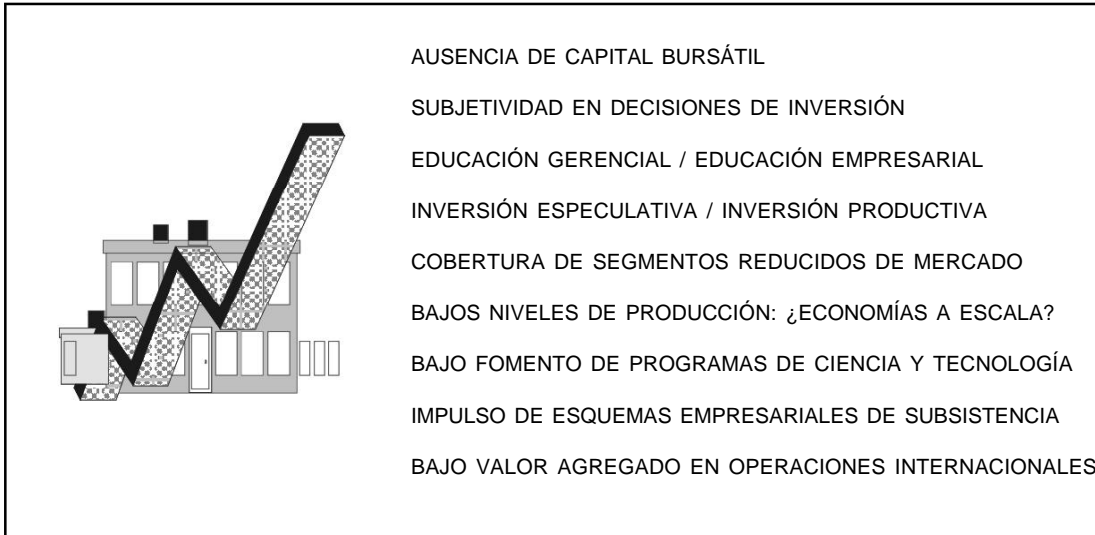 AUSENCIA DE CAPITAL BURSÁTIL
SUBJETIVIDAD EN DECISIONES DE INVERSIÓN
EDUCACIÓN GERENCIAL / EDUCACIÓN EMPRESARIAL
INVERSIÓN ESPECULATIVA / INVERSIÓN PRODUCTIVA
COBERTURA DE SEGMENTOS REDUCIDOS DE MERCADO
BAJOS NIVELES DE PRODUCCIÓN: ¿ECONOMÍAS A ESCALA?
BAJO FOMENTO DE PROGRAMAS DE CIENCIA Y TECNOLOGÍA
IMPULSO DE ESQUEMAS EMPRESARIALES DE SUBSISTENCIA
BAJO VALOR AGREGADO EN OPERACIONES INTERNACIONALES